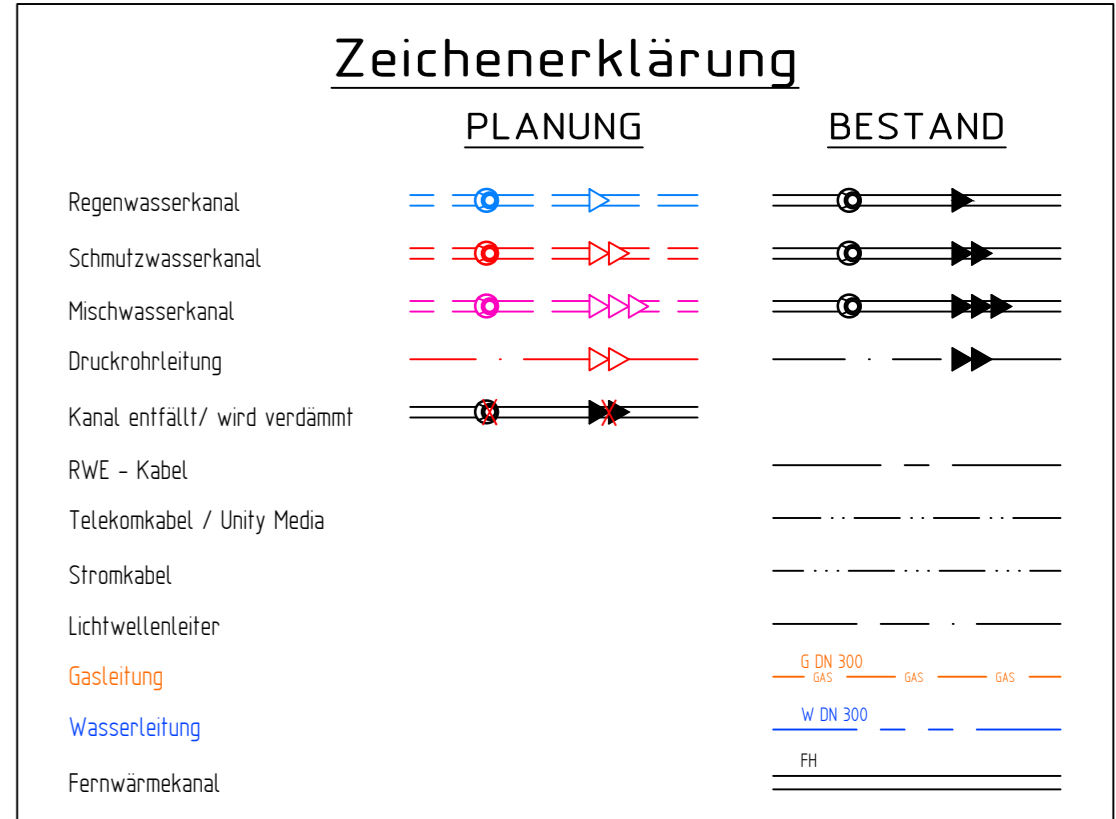 Zeichenerklärung
PLANUNG BESTAND
Regenwasserkanal
Schmutzwasserkanal
Mischwasserkanal
Druckrohrleitung
Kanal entfällt/ wird verdämmt
RWE - Kabel
Telekomkabel / Unity Media
Stromkabel
Lichtwellenleiter
G DN 300
Gasleitung GAS GAS GAS
W DN 300
Wasserleitung
FH
Fernwärmekanal